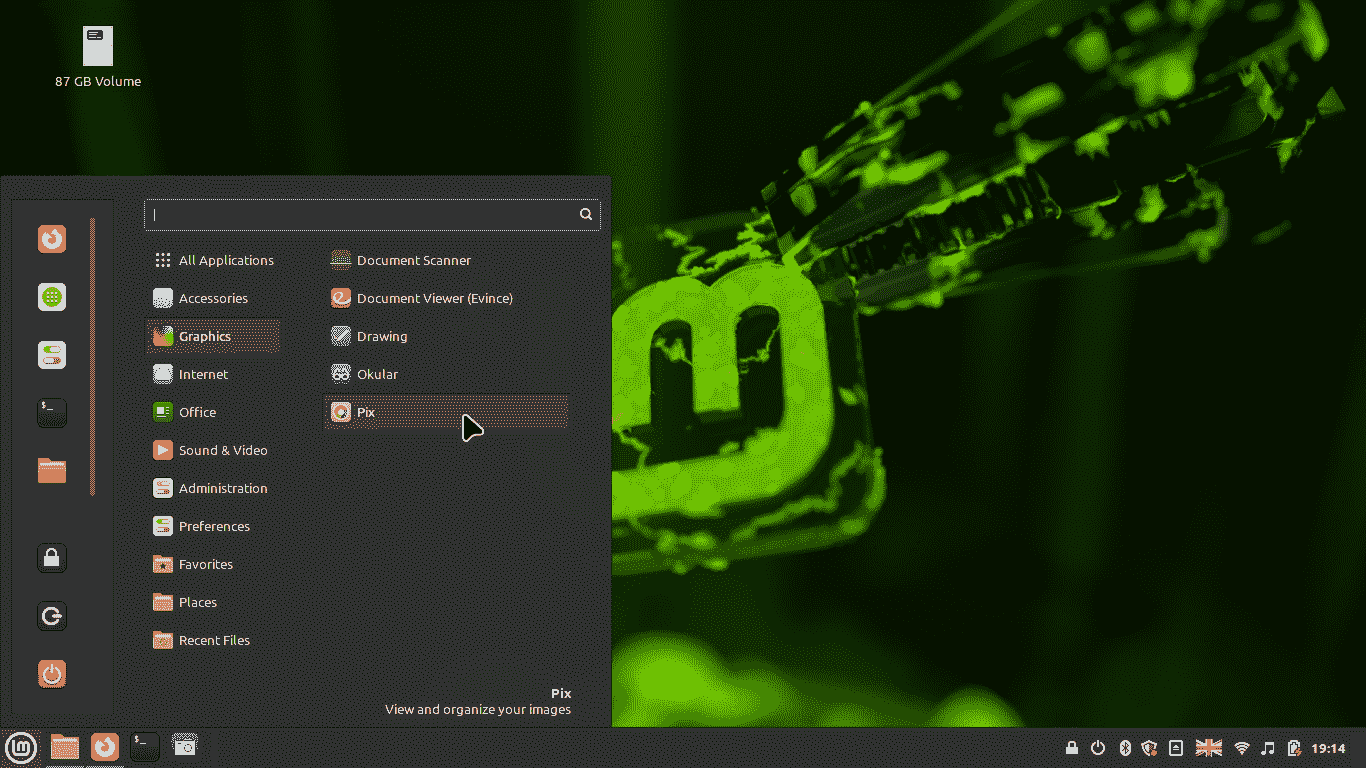 87 GB Volume
All Applications
Accessories
Graphics
Internet
Office
Sound & Video
Administration
Preferences
Favorites
Places
Recent Files
Document Scanner
Document Viewer (Evince)
Drawing
Okular
Pix
Pix
View and organize your images
19:14